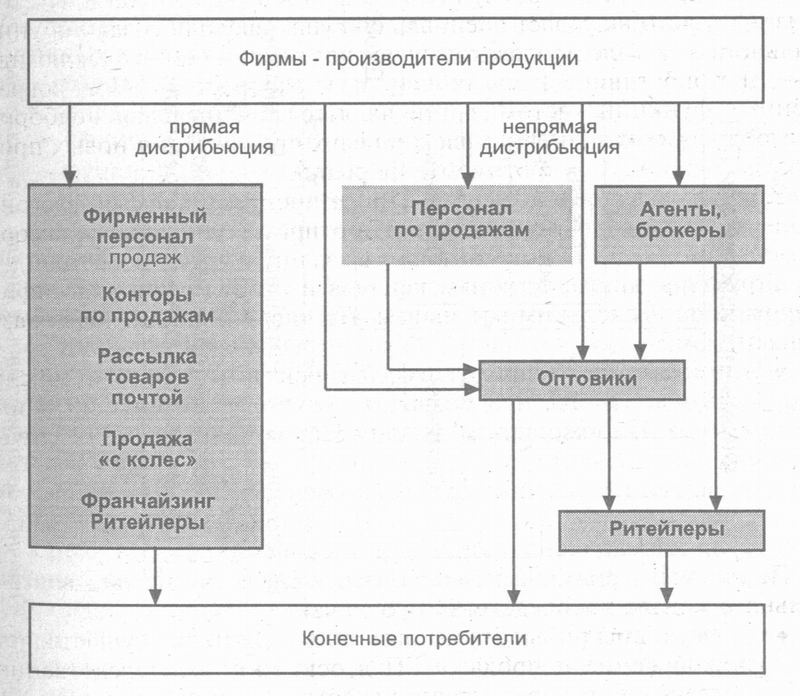 Фирмы - производители продукции
прямая
дистрибьюция
непрямая
дистрибьюция
Фирменный
персонал
продаж
Конторы
по продажам
Рассылка
товаров
почтой
Продажа
«с колес»
Франчайзинг
Ритейлеры
Персонал
по продажам
Агенты,
брокеры
Оптовики
Ритейлеры
Конечные потребители